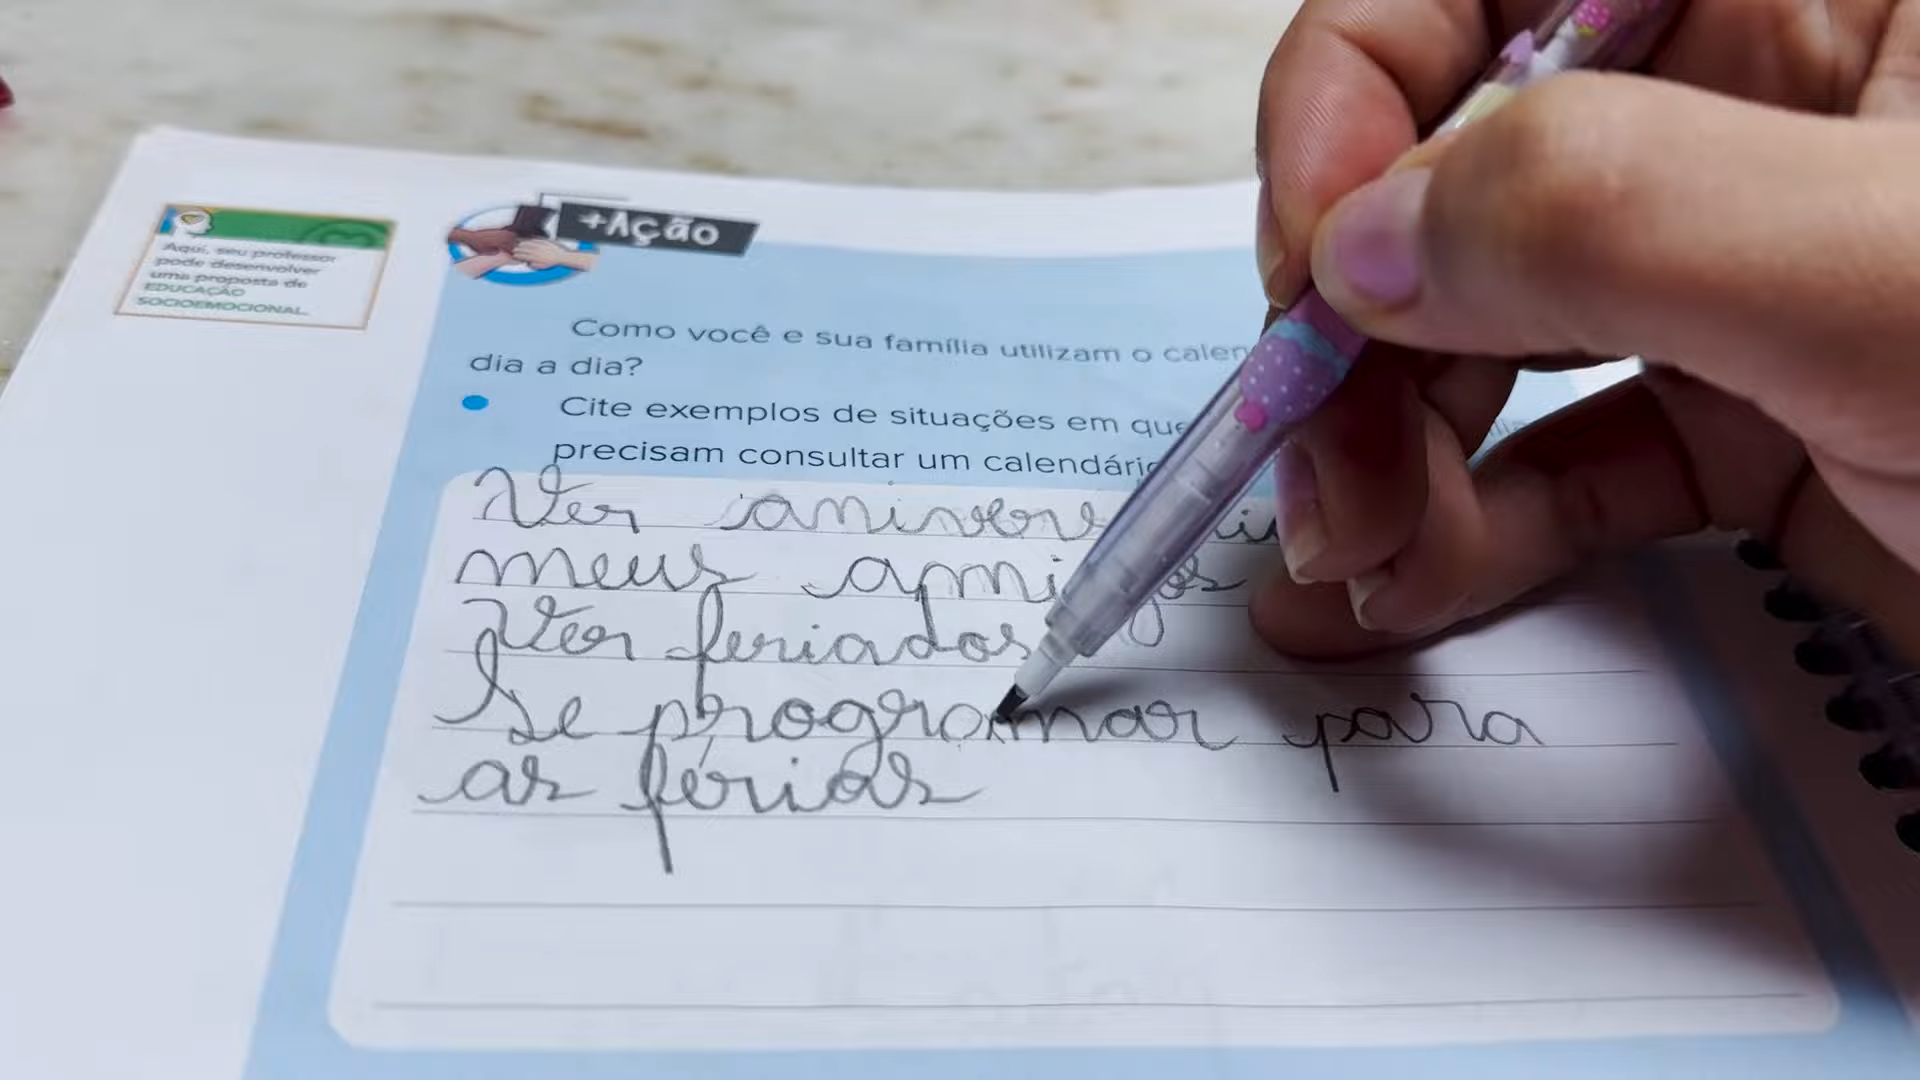 +Ação
Aqui, seu professor
pode desenvolver
uma proposta de
EDUCAÇÃO
SOCIOEMOCIONAL.
Como você e sua família utilizam o
dia a dia?
Cite exemplos de situações em que
precisam consultar um calendário
Ver
meus amigos
Ver feriados
Se programar para
as férias